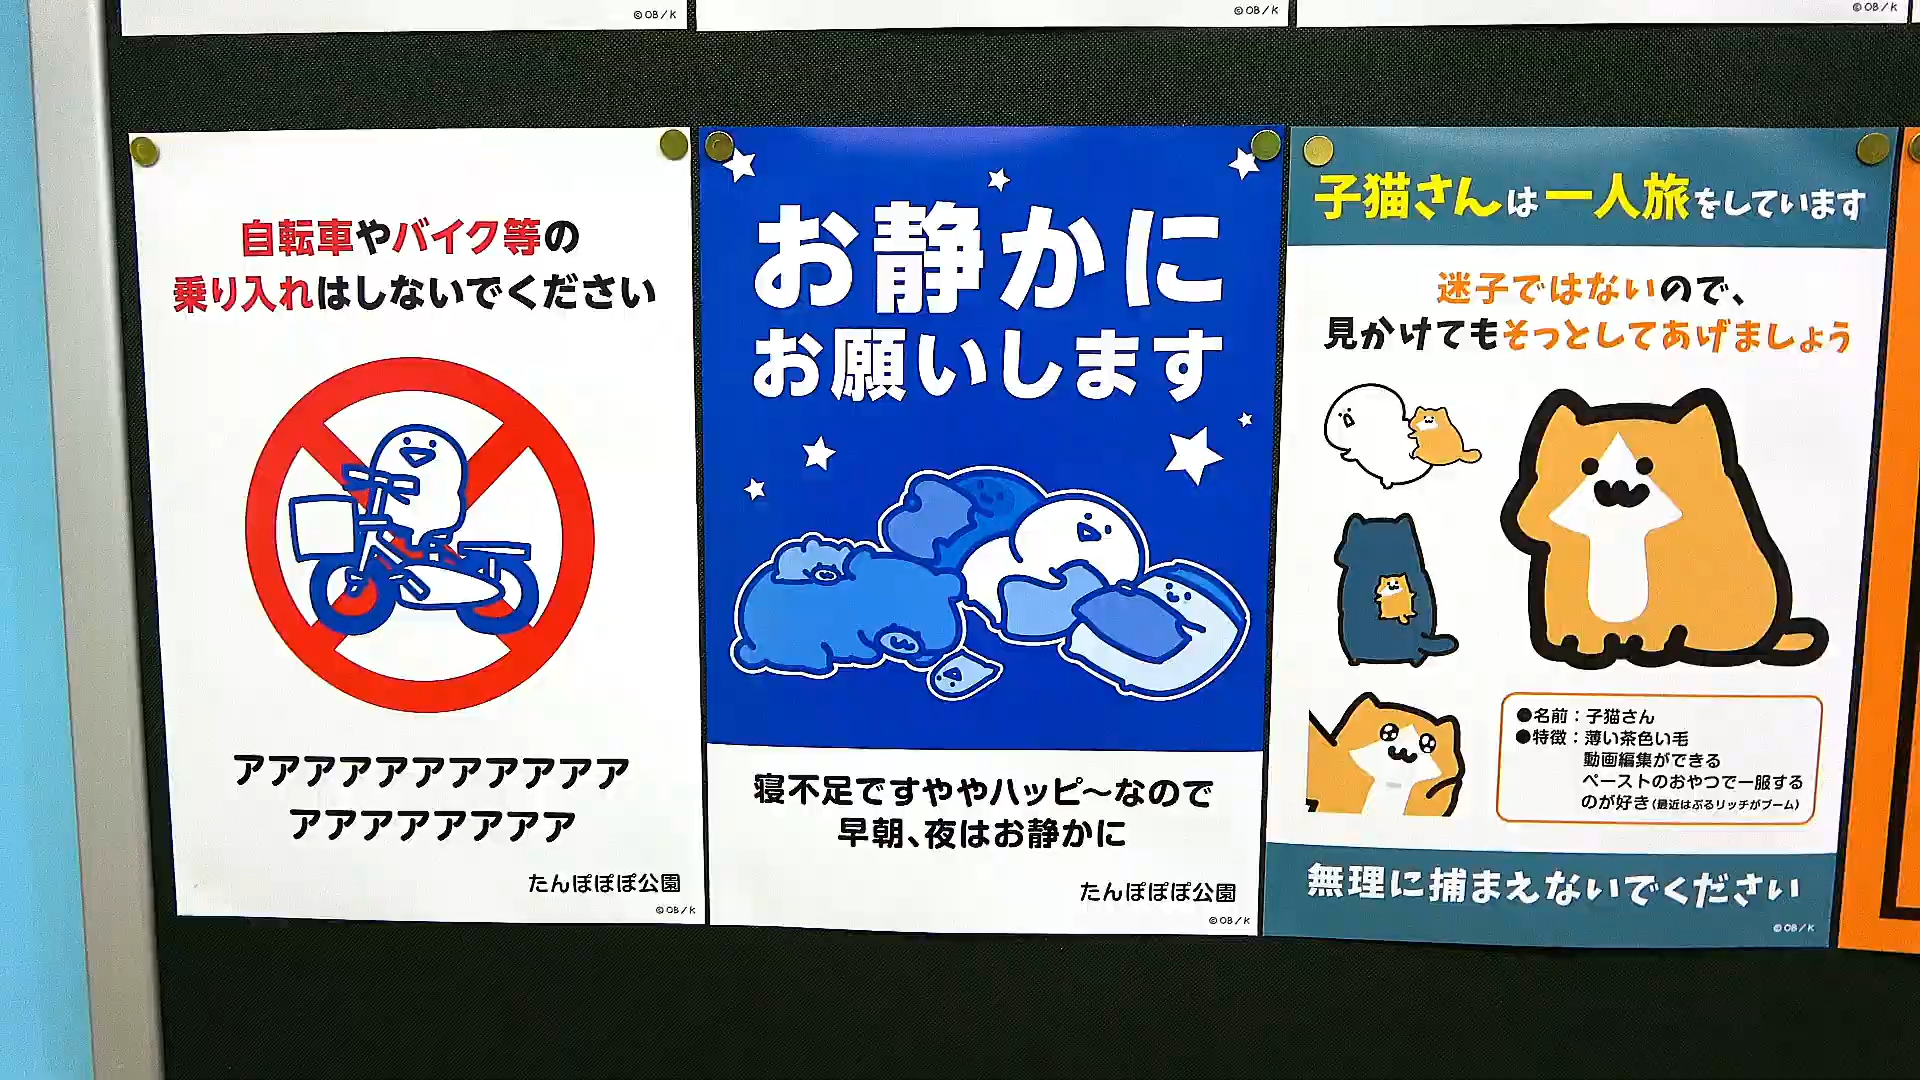 ©OB/K
©OB/K
©OB/K
自転車やバイク等の
乗り入れはしないでください
アアアアアアアアアアア
アアアアアアアア
たんぽぽぽ公園
©OB/K
お静かに
お願いします
寝不足ですややハッピ〜なので
早朝、夜はお静かに
たんぽぽぽ公園
©OB/K
子猫さんは一人旅をしています
迷子ではないので、
見かけてもそっとしてあげましょう
●名前：子猫さん
●特徴：薄い茶色い毛
動画編集ができる
ペーストのおやつで一服する
のが好き(最近はぷるリッチがブーム)
無理に捕まえないでください
©OB/K